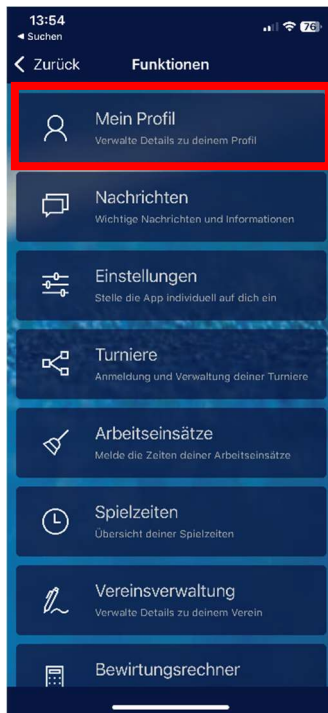 13:54
76
◀ Suchen
Zurück
Funktionen
Mein Profil
Verwalte Details zu deinem Profil
Nachrichten
Wichtige Nachrichten und Informationen
Einstellungen
Stelle die App individuell auf dich ein
Turniere
Anmeldung und Verwaltung deiner Turniere
Arbeitseinsätze
Melde die Zeiten deiner Arbeitseinsätze
Spielzeiten
Übersicht deiner Spielzeiten
Vereinsverwaltung
Verwalte Details zu deinem Verein
Bewirtungsrechner